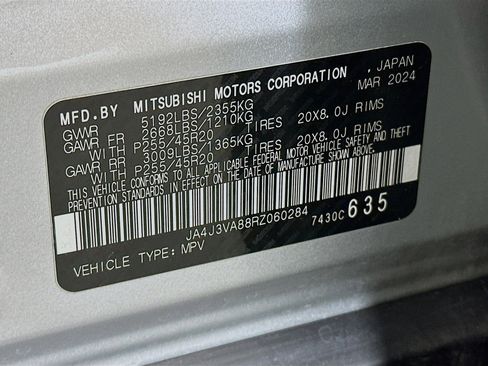 MFD.BY MITSUBISHI MOTORS CORPORATION , JAPAN
MAR 2024
GVWR 5192LBS/2355KG
GAWR FR 2668LBS/1210KG
WITH P255/45R20 TIRES 20X8.0J RIMS
GAWR RR 3009LBS/1365KG
WITH P255/45R20 TIRES 20X8.0J RIMS
THIS VEHICLE CONFORMS TO ALL APPLICABLE FEDERAL MOTOR VEHICLE SAFETY AND THEFT
PREVENTION STANDARDS IN EFFECT ON THE DATE OF MANUFACTURE SHOWN ABOVE.
JA4J3VA88RZ060284 7430C 635
VEHICLE TYPE: MPV